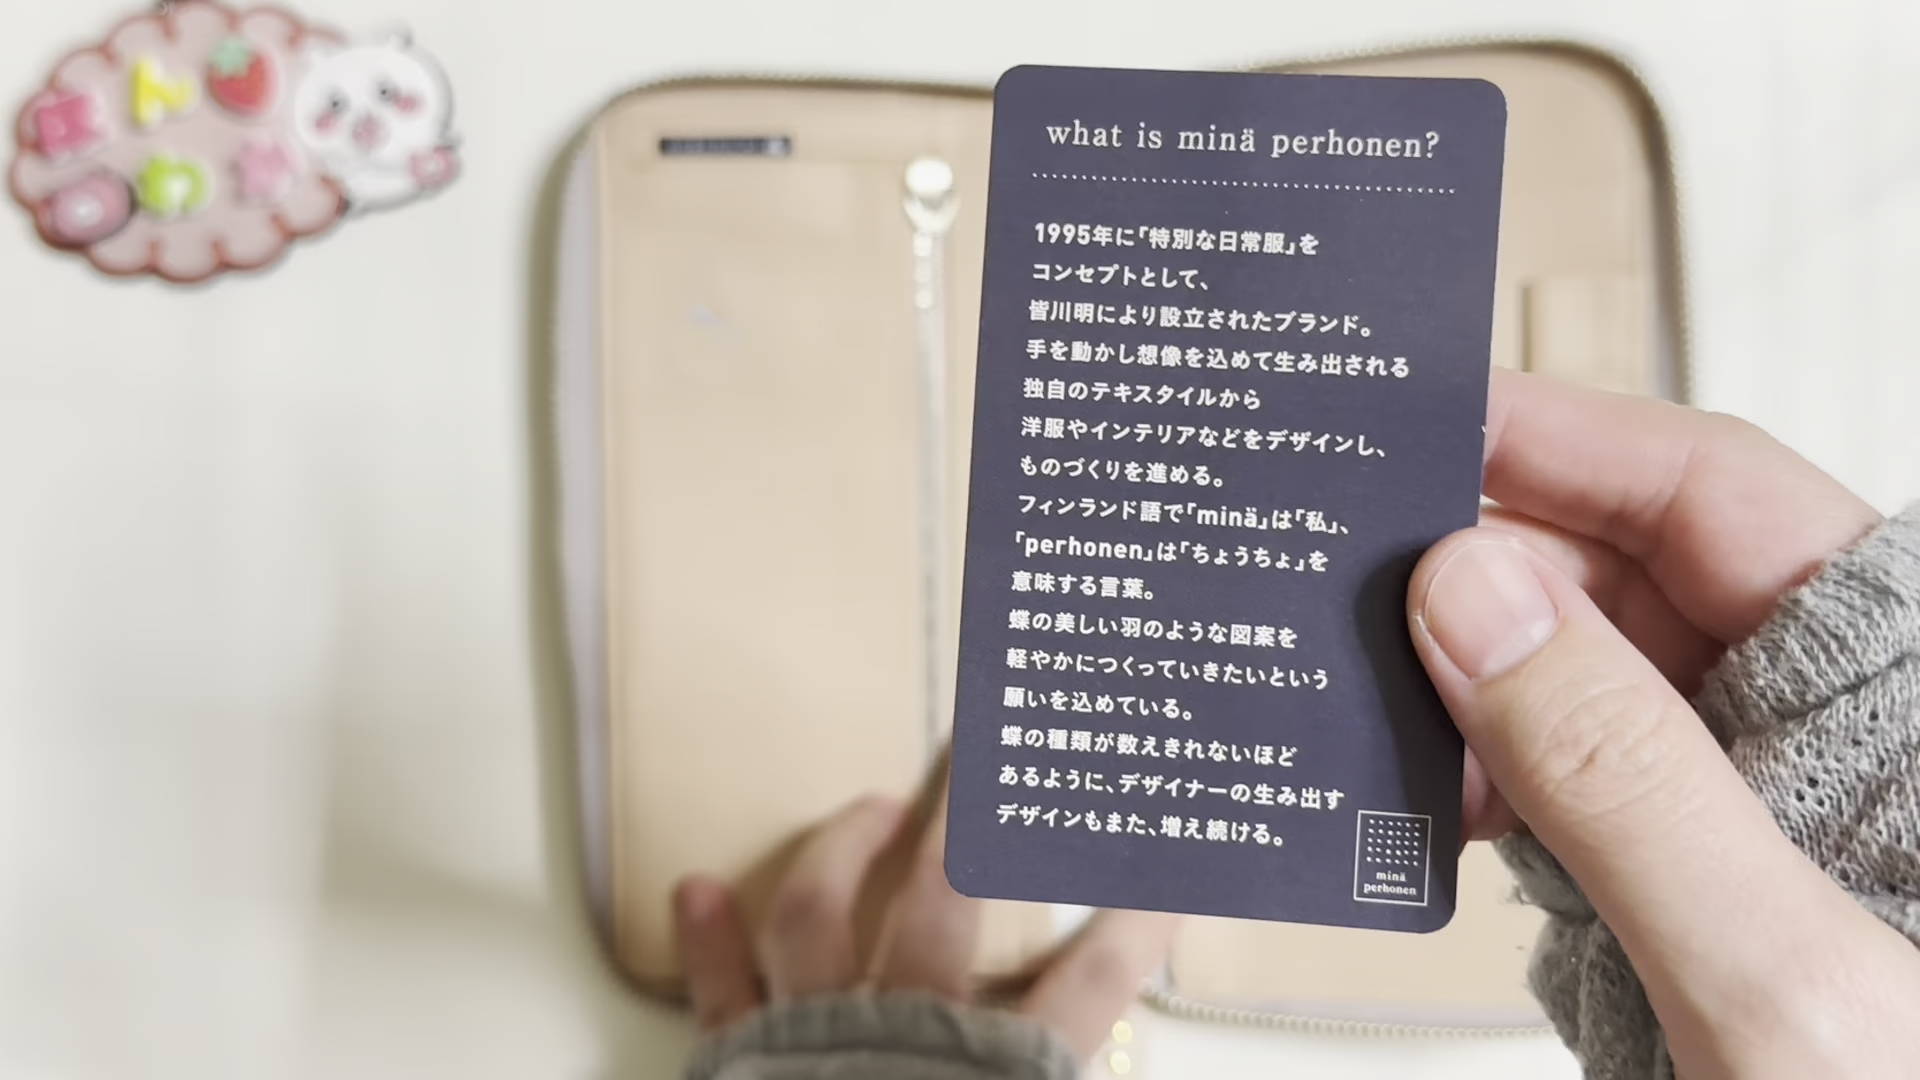 what is minä perhonen?
1995年に「特別な日常服」を
コンセプトとして、
皆川明により設立されたブランド。
手を動かし想像を込めて生み出される
独自のテキスタイルから
洋服やインテリアなどをデザインし、
ものづくりを進める。
フィンランド語で「minä」は「私」、
「perhonen」は「ちょうちょ」を
意味する言葉。
蝶の美しい羽のような図案を
軽やかにつくっていきたいという
願いを込めている。
蝶の種類が数えきれないほど
あるように、デザイナーの生み出す
デザインもまた、増え続ける。
minä
perhonen